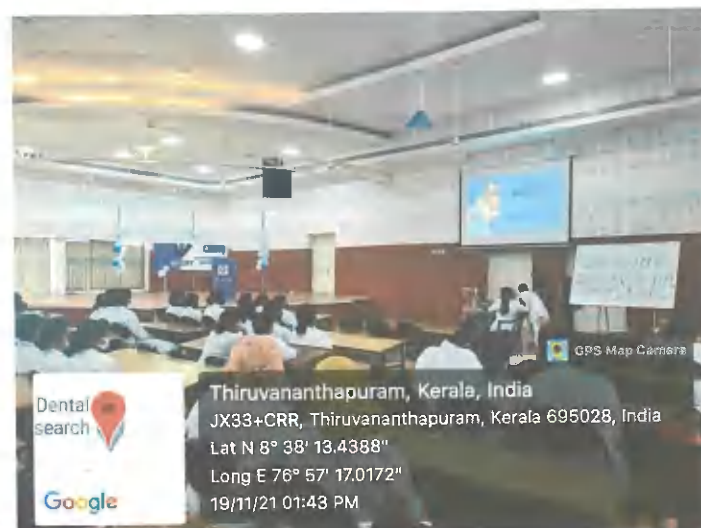 GPS Map Camera
Dental
search
Google
Thiruvananthapuram, Kerala, India
JX33+CRR, Thiruvananthapuram, Kerala 695028, India
Lat N 8° 38' 13.4388"
Long E 76° 57' 17.0172"
19/11/21 01:43 PM